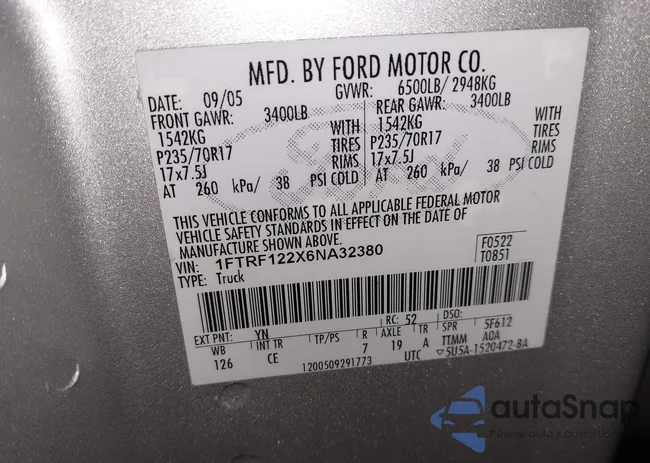 MFD. BY FORD MOTOR CO.
DATE: 09/05 GVWR: 6500LB/ 2948KG
FRONT GAWR: 3400LB REAR GAWR: 3400LB
1542KG WITH 1542KG WITH
P235/70R17 TIRES P235/70R17 TIRES
17x7.5J RIMS 17x7.5J RIMS
AT 260 kPa/ 38 PSI COLD AT 260 kPa/ 38 PSI COLD
THIS VEHICLE CONFORMS TO ALL APPLICABLE FEDERAL MOTOR
VEHICLE SAFETY STANDARDS IN EFFECT ON THE DATE OF
MANUFACTURE SHOWN ABOVE.
VIN: 1FTRF122X6NA32380 F0522
TYPE: Truck T0851
EXT PNT: YN RC: 52 DSO:
WB INT TR TP/PS R AXLE TR SPR 5F612
126 CE 7 19 A TTMM A0A
1200509291773 UTC ▽5U5A-1520472-BA
Ford
autaSnap